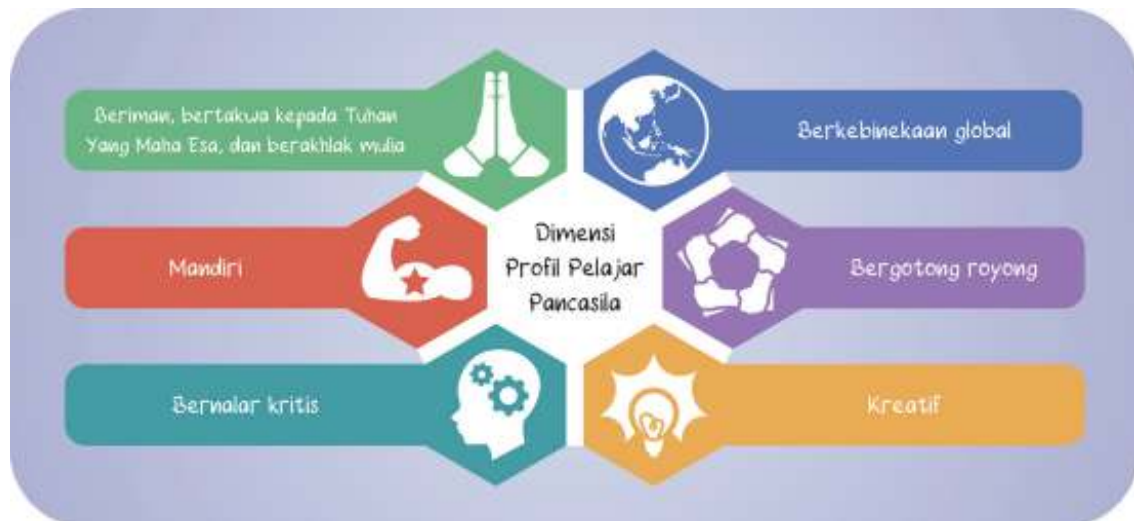 Beriman, bertakwa kepada Tuhan
Yang Maha Esa, dan berakhlak mulia
Berkebinekaan global
Mandiri
Dimensi
Profil Pelajar
Pancasila
Bergotong royong
Bernalar kritis
Kreatif